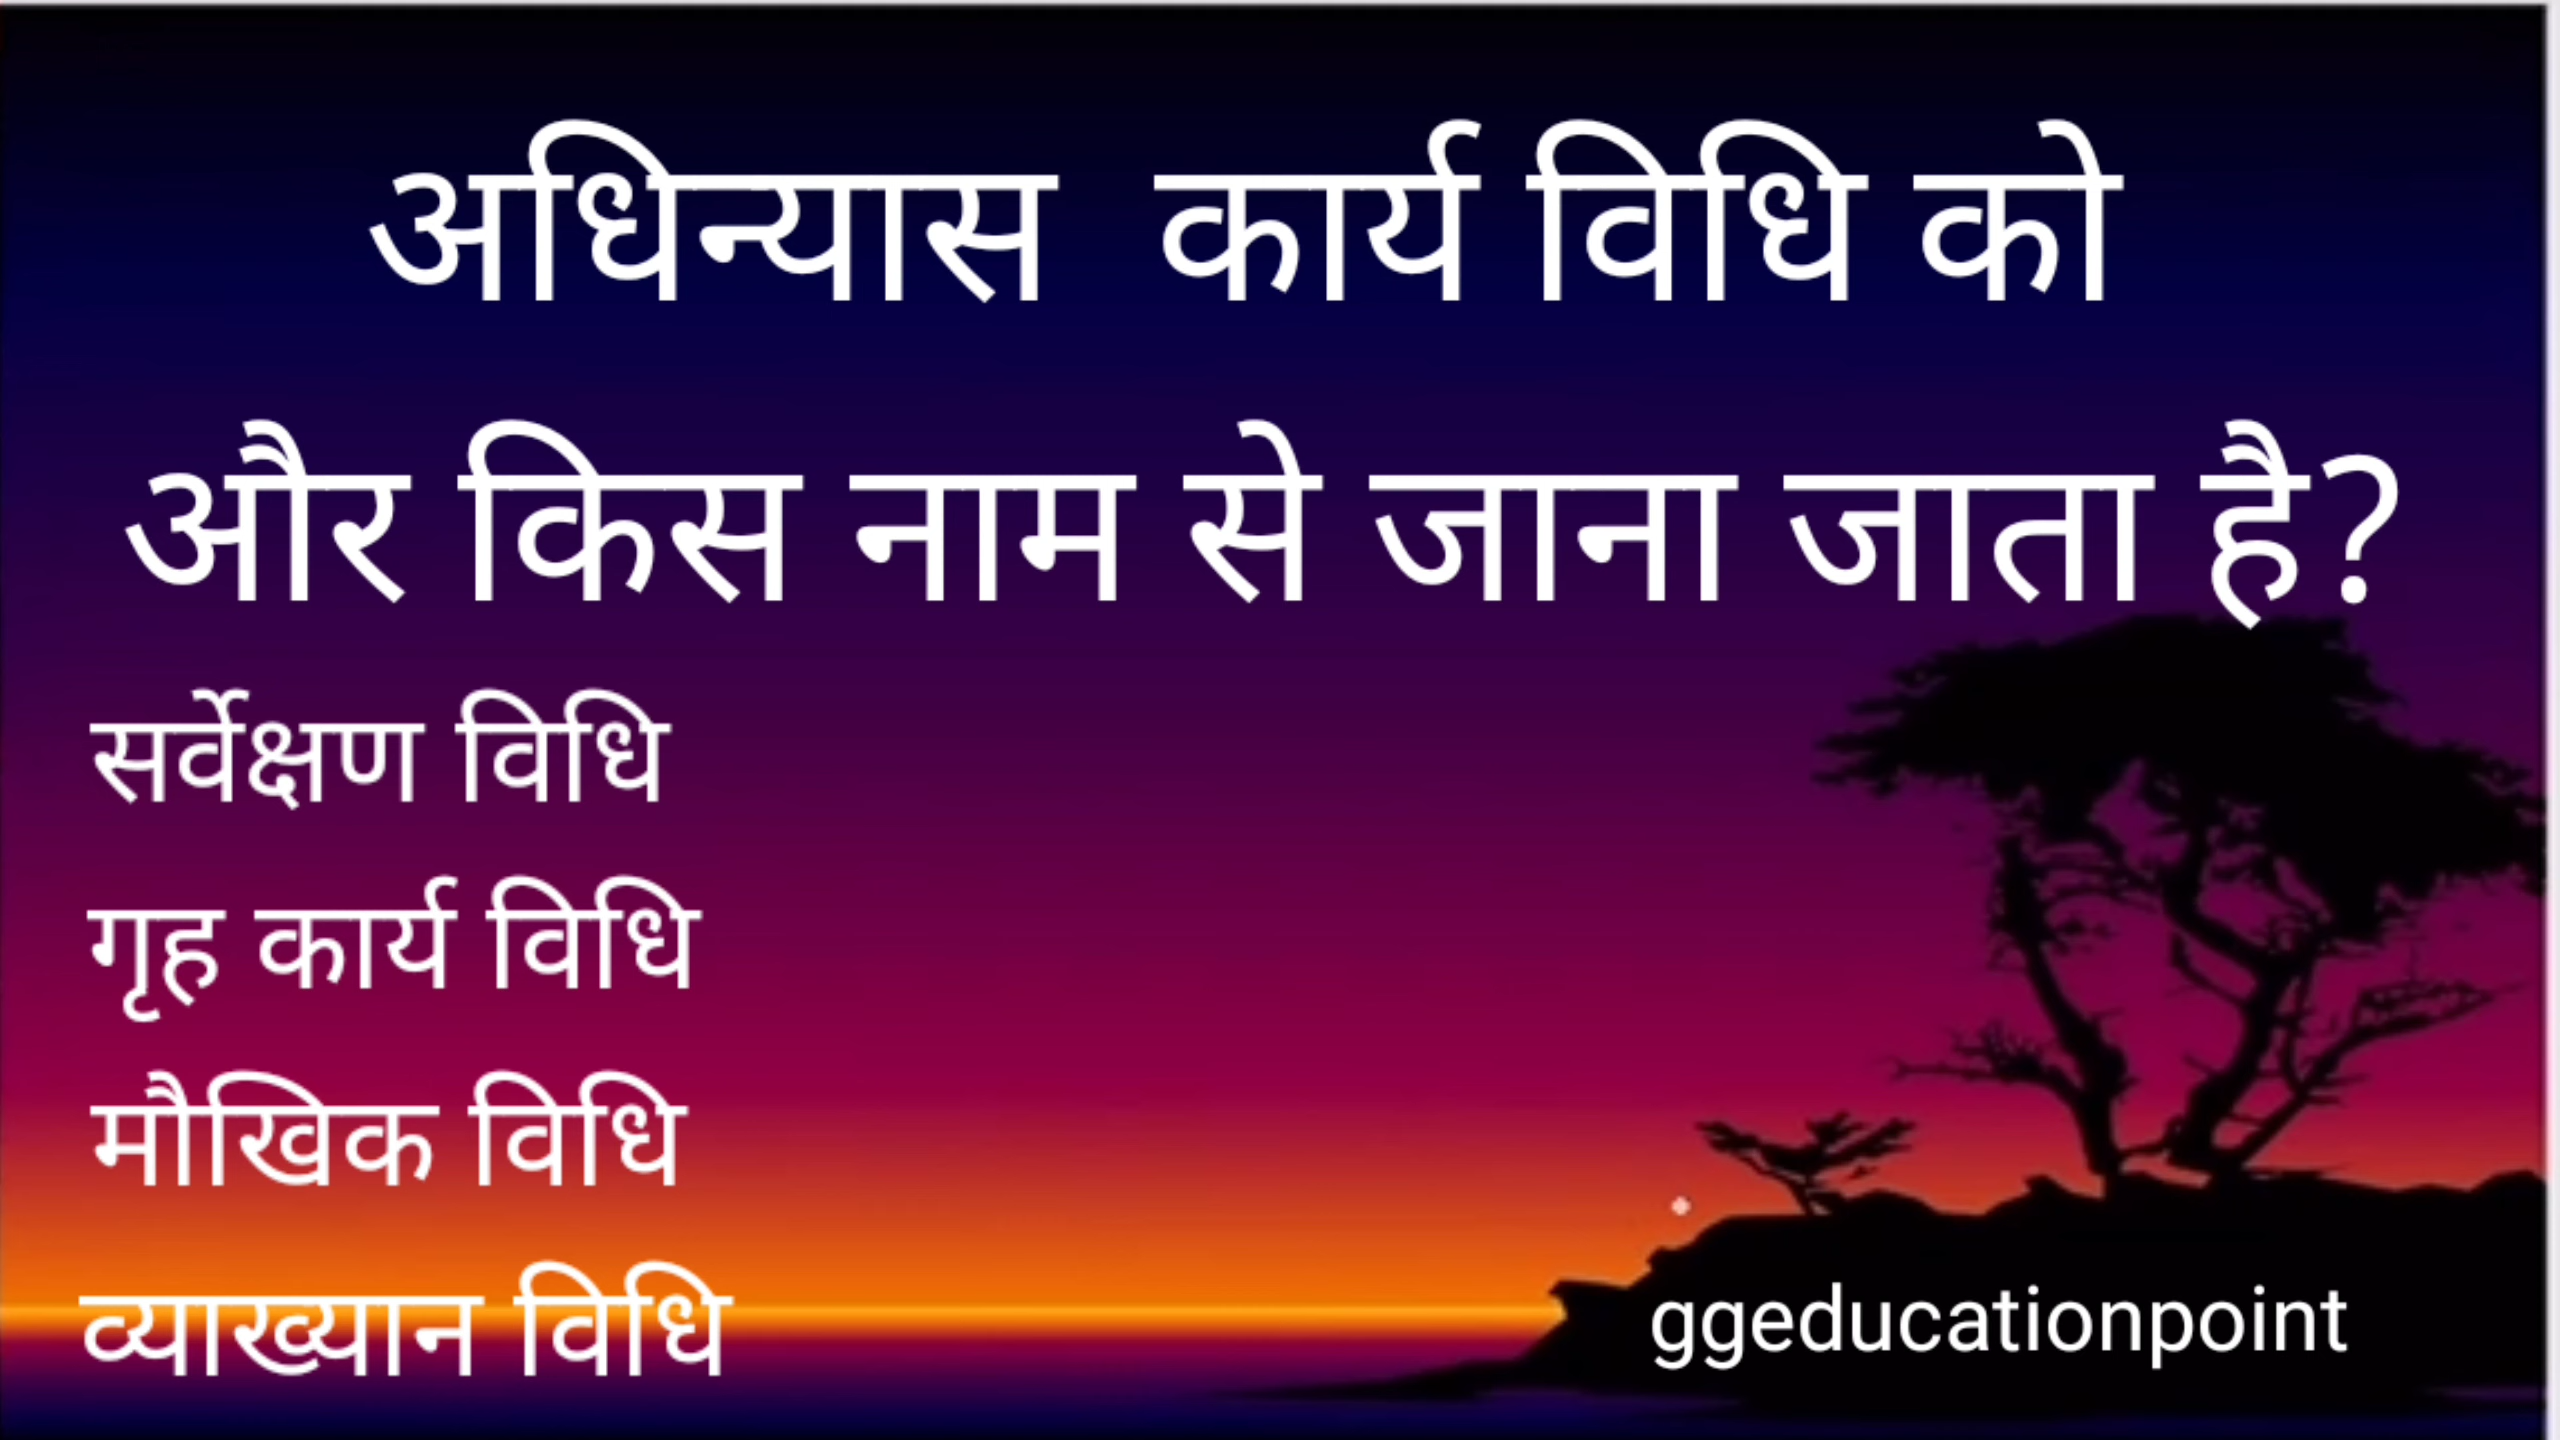 अधिन्यास कार्य विधि को
और किस नाम से जाना जाता है?
सर्वेक्षण विधि
गृह कार्य विधि
मौखिक विधि
व्याख्यान विधि
ggeducationpoint